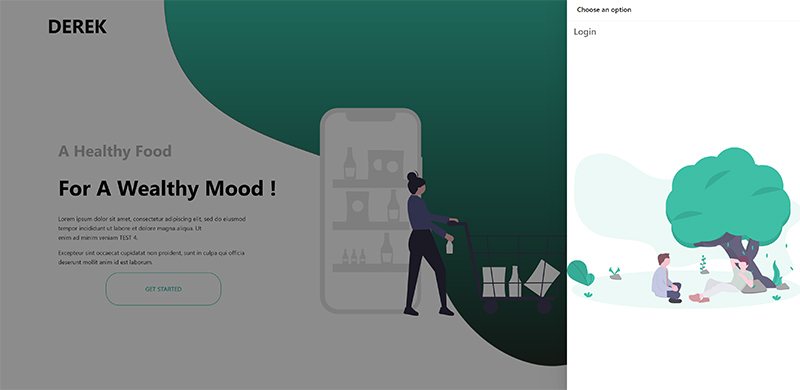 DEREK
A Healthy Food
For A Wealthy Mood !
Lorem ipsum dolor sit amet, consectetur adipiscing elit, sed do eiusmod
tempor incididunt ut labore et dolore magna aliqua. Ut
enim ad minim veniam TEST 4.
Excepteur sint occaecat cupidatat non proident, sunt in culpa qui officia
deserunt mollit anim id est laborum.
GET STARTED
Choose an option
Login